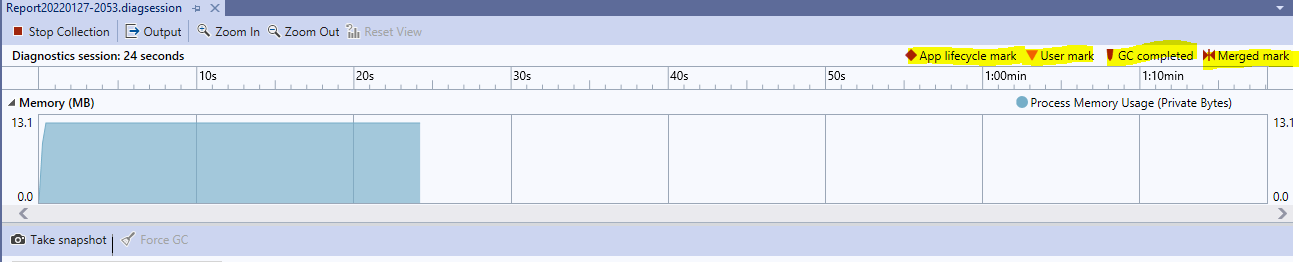 Report20220127-2053.diagsession
Stop Collection Output Zoom In Zoom Out Reset View
Diagnostics session: 24 seconds App lifecycle mark User mark GC completed Merged mark
10s 20s 30s 40s 50s 1:00min 1:10min
Memory (MB) Process Memory Usage (Private Bytes)
13.1 13.1
0.0 0.0
Take snapshot Force GC